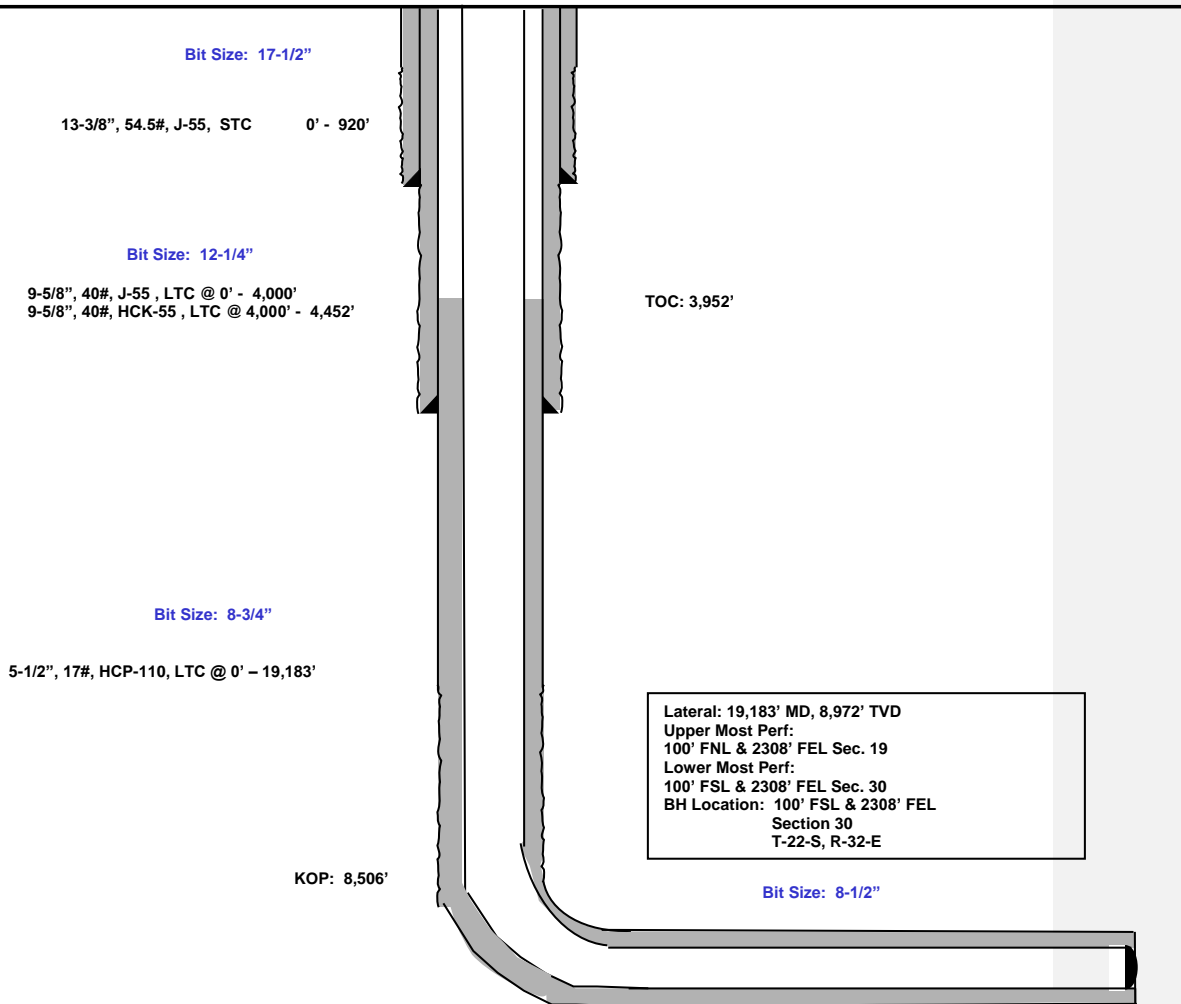 Bit Size: 17-1/2”
13-3/8”, 54.5#, J-55, STC 0’ - 920’
Bit Size: 12-1/4”
9-5/8”, 40#, J-55 , LTC @ 0’ - 4,000’
9-5/8”, 40#, HCK-55 , LTC @ 4,000’ - 4,452’
TOC: 3,952’
Bit Size: 8-3/4”
5-1/2”, 17#, HCP-110, LTC @ 0’ – 19,183’
Lateral: 19,183’ MD, 8,972’ TVD
Upper Most Perf:
100’ FNL & 2308’ FEL Sec. 19
Lower Most Perf:
100’ FSL & 2308’ FEL Sec. 30
BH Location: 100’ FSL & 2308’ FEL
Section 30
T-22-S, R-32-E
KOP: 8,506’
Bit Size: 8-1/2”